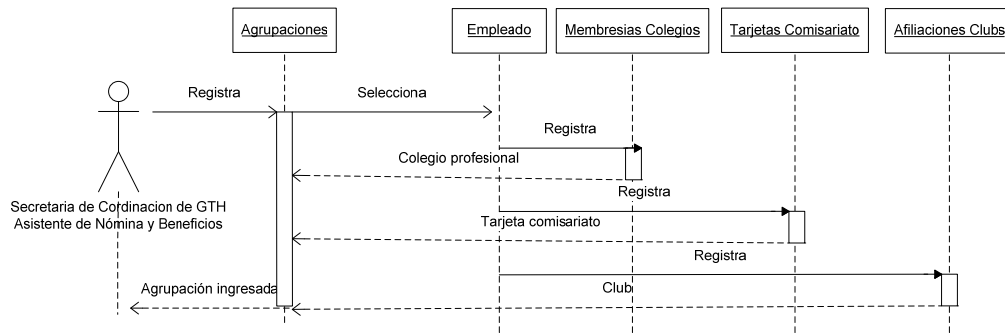 Agrupaciones
Empleado
Membresias Colegios
Tarjetas Comisariato
Afiliaciones Clubs
Registra
Selecciona
Registra
Colegio profesional
Registra
Secretaria de Cordinacion de GTH
Asistente de Nómina y Beneficios
Tarjeta comisariato
Registra
Agrupación ingresada
Club